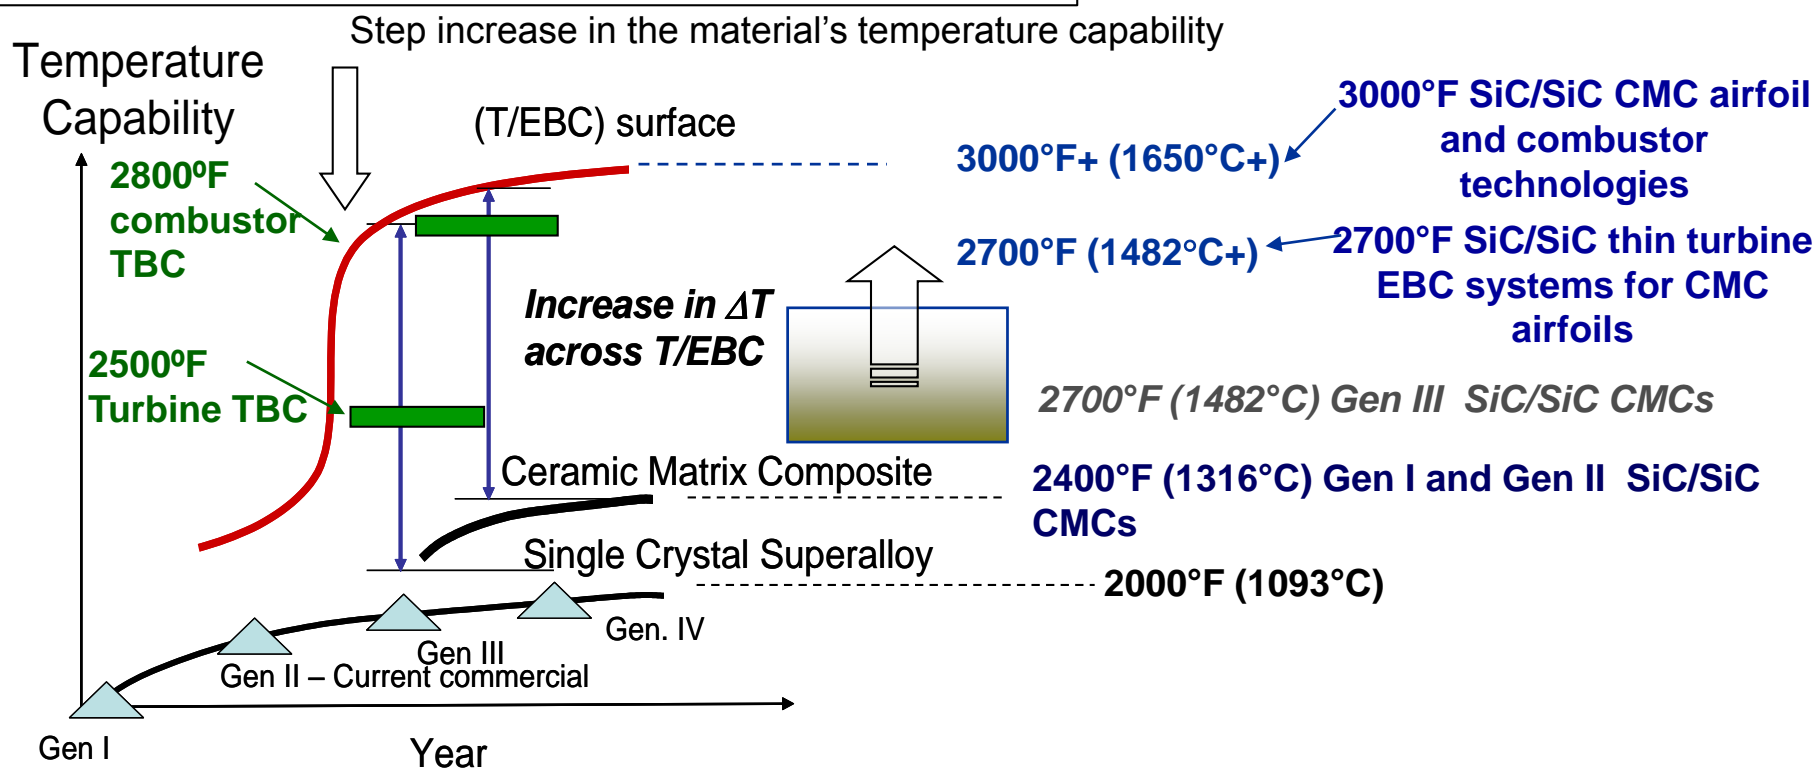 Step increase in the material's temperature capability
Temperature
Capability
(T/EBC) surface
2800ºF
combustor
TBC
2500ºF
Turbine TBC
Increase in ΔT
across T/EBC
3000°F+ (1650°C+)
2700°F (1482°C+)
3000°F SiC/SiC CMC airfoil
and combustor
technologies
2700°F SiC/SiC thin turbine
EBC systems for CMC
airfoils
2700°F (1482°C) Gen III SiC/SiC CMCs
Ceramic Matrix Composite
2400°F (1316°C) Gen I and Gen II SiC/SiC
CMCs
Single Crystal Superalloy
2000°F (1093°C)
Gen. IV
Gen III
Gen II – Current commercial
Gen I
Year